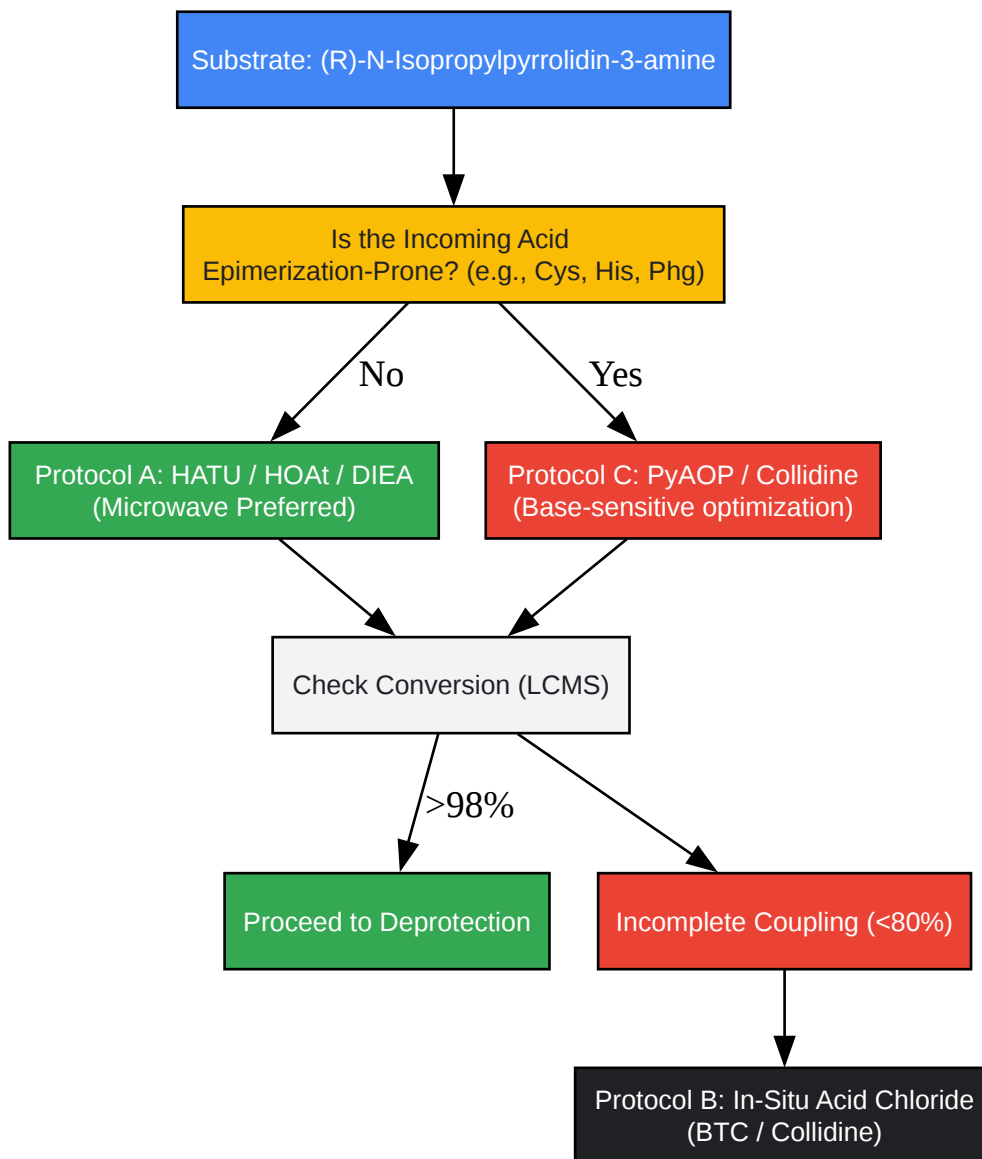 Substrate: (R)-N-Isopropylpyrrolidin-3-amine
Is the Incoming Acid
Epimerization-Prone? (e.g., Cys, His, Phg)
No
Yes
Protocol A: HATU / HOAt / DIEA
(Microwave Preferred)
Protocol C: PyAOP / Collidine
(Base-sensitive optimization)
Check Conversion (LCMS)
>98%
Proceed to Deprotection
Incomplete Coupling (<80%)
Protocol B: In-Situ Acid Chloride
(BTC / Collidine)